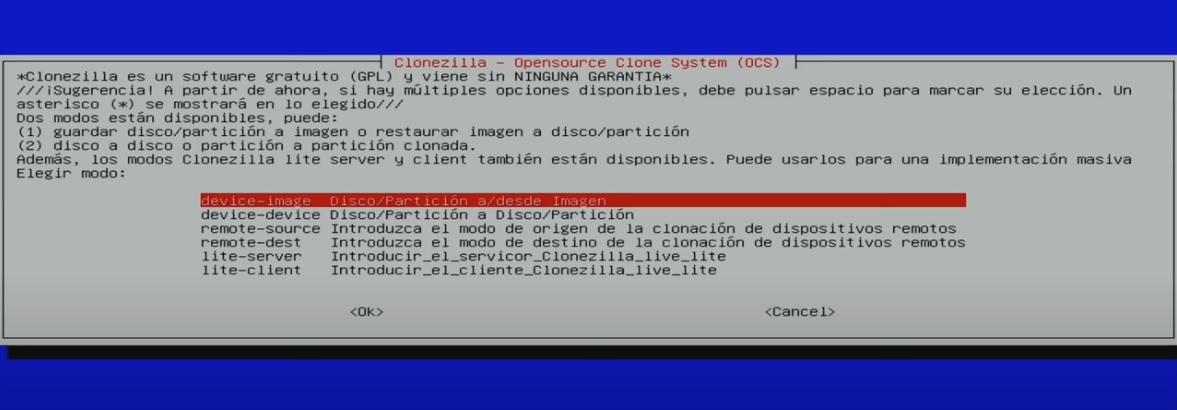 Clonezilla - Opensource Clone System (OCS)
*Clonezilla es un software gratuito (GPL) y viene sin NINGUNA GARANTIA*
///¡Sugerencia! A partir de ahora, si hay múltiples opciones disponibles, debe pulsar espacio para marcar su elección. Un
asterisco (*) se mostrará en lo elegido///
Dos modos están disponibles, puede:
(1) guardar disco/partición a imagen o restaurar imagen a disco/partición
(2) disco a disco o partición a partición clonada.
Además, los modos Clonezilla lite server y client también están disponibles. Puede usarlos para una implementación masiva
Elegir modo:
device-image Disco/Partición a/desde Imagen
device-device Disco/Partición a Disco/Partición
remote-source Introduzca el modo de origen de la clonación de dispositivos remotos
remote-dest Introduzca el modo de destino de la clonación de dispositivos remotos
lite-server Introducir_el_servicor_Clonezilla_live_lite
lite-client Introducir_el_cliente_Clonezilla_live_lite
<Ok> <Cancel>